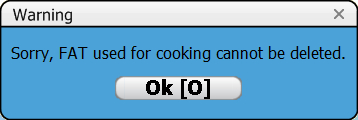 Warning
Sorry, FAT used for cooking cannot be deleted.
Ok [O]